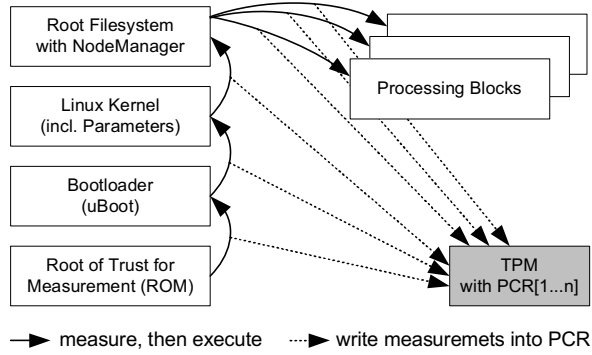 Root Filesystem
with NodeManager
Processing Blocks
Linux Kernel
(incl. Parameters)
Bootloader
(uBoot)
Root of Trust for
Measurement (ROM)
TPM
with PCR[1...n]
measure, then execute
write measuremets into PCR